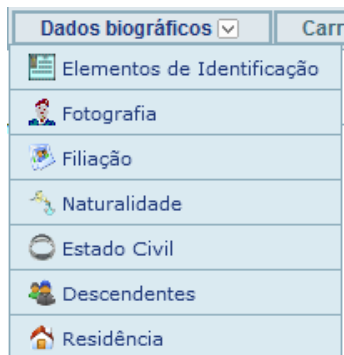 Dados biográficos Carr
Elementos de Identificação
Fotografia
Filiação
Naturalidade
Estado Civil
Descendentes
Residência